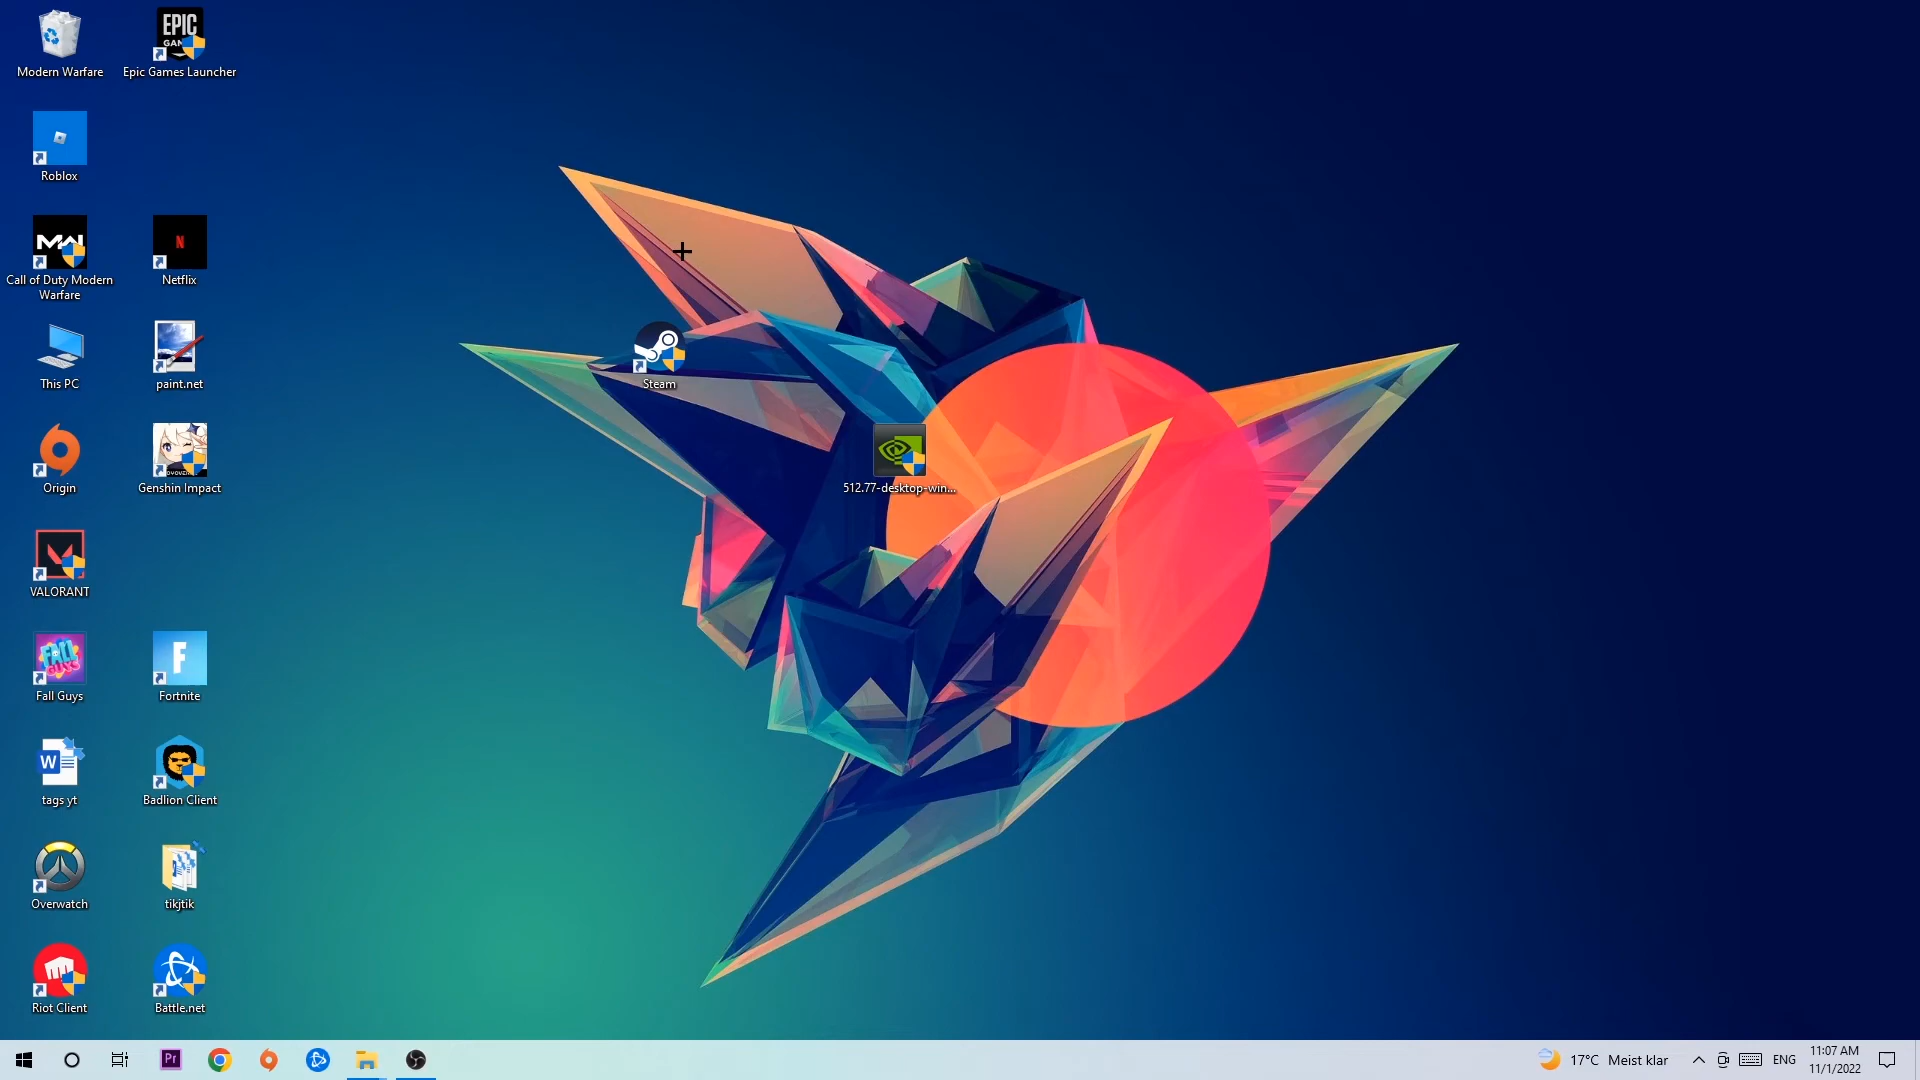 Modern Warfare
Epic Games Launcher
Roblox
Call of Duty Modern
Warfare
Netflix
This PC
paint.net
Steam
Origin
Genshin Impact
512.77-desktop-win...
VALORANT
Fall Guys
Fortnite
tags yt
Badlion Client
Overwatch
tikjtik
Riot Client
Battle.net
EPIC
N
FALL
GUYS
F
W
Pr
17°C Meist klar
ENG
11:07 AM
11/1/2022